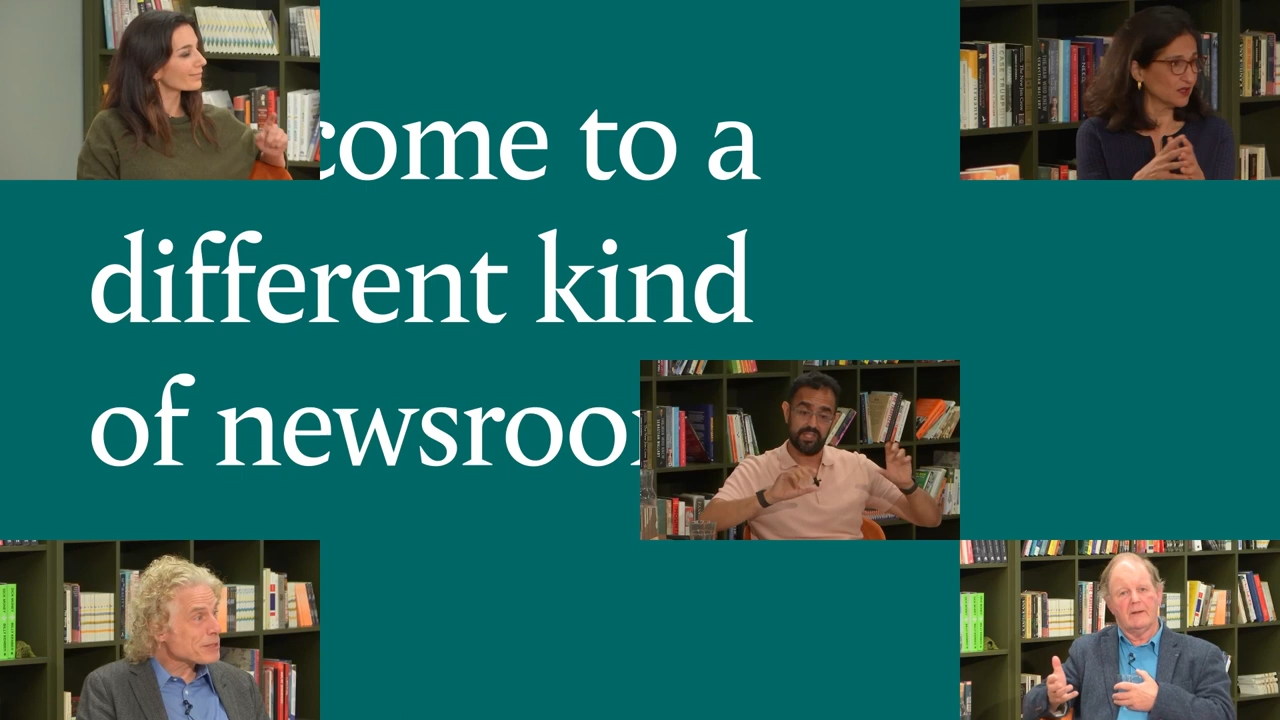 come to a
different kind
of newsroo